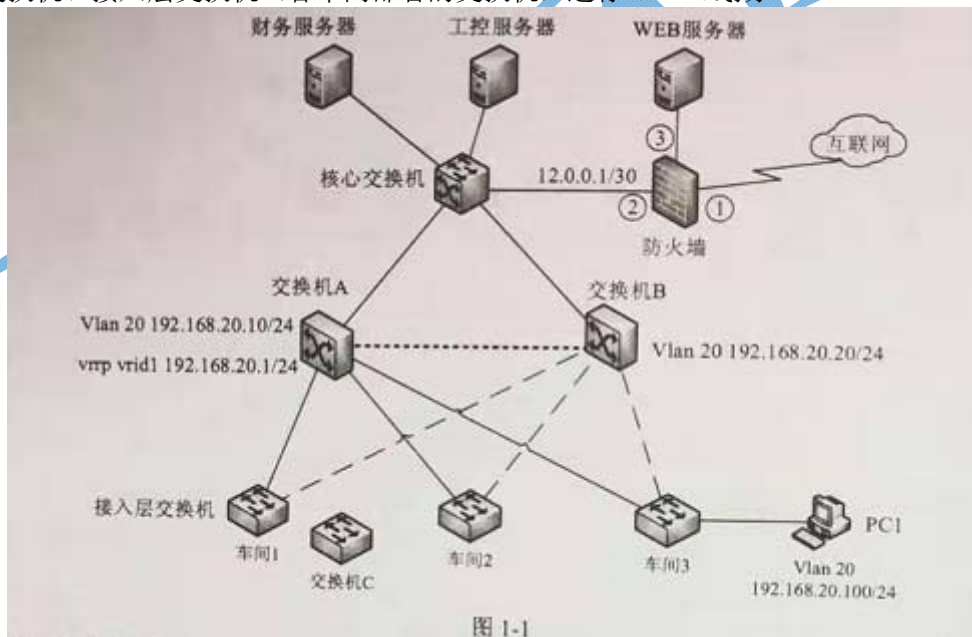 财务服务器
工控服务器
WEB服务器
③
互联网
核心交换机
12.0.0.1/30
②
①
防火墙
交换机A
交换机B
Vlan 20 192.168.20.10/24
vrrp vrid1 192.168.20.1/24
Vlan 20 192.168.20.20/24
接入层交换机
车间1
交换机C
车间2
车间3
PC1
Vlan 20
192.168.20.100/24
图 1-1